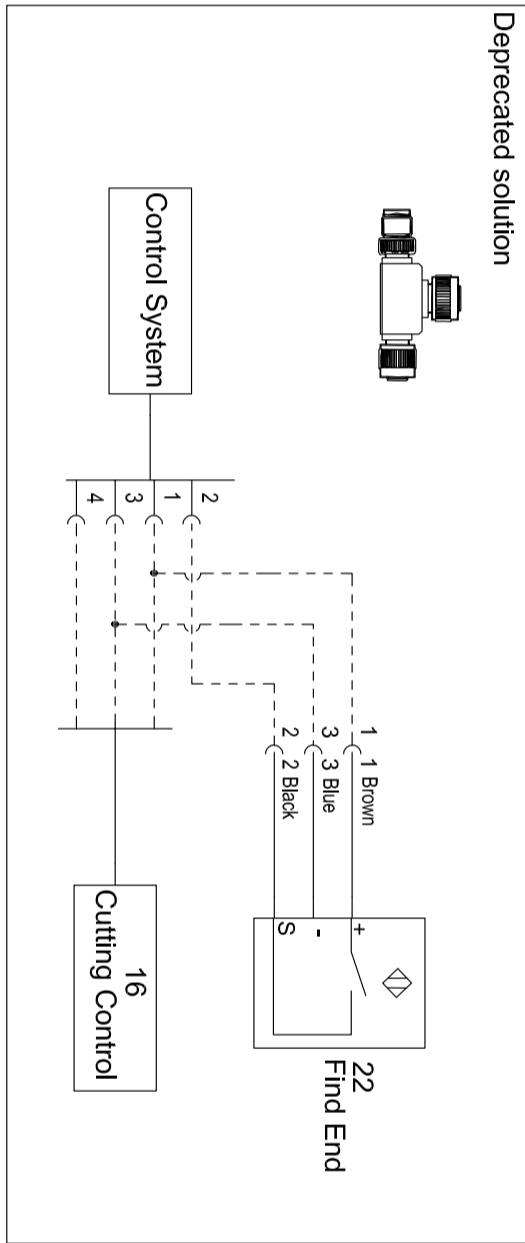 Deprecated solution
Control System
2
1
3
4
1
3
2
1 Brown
3 Blue
2 Black
+
-
S
22
Find End
16
Cutting Control